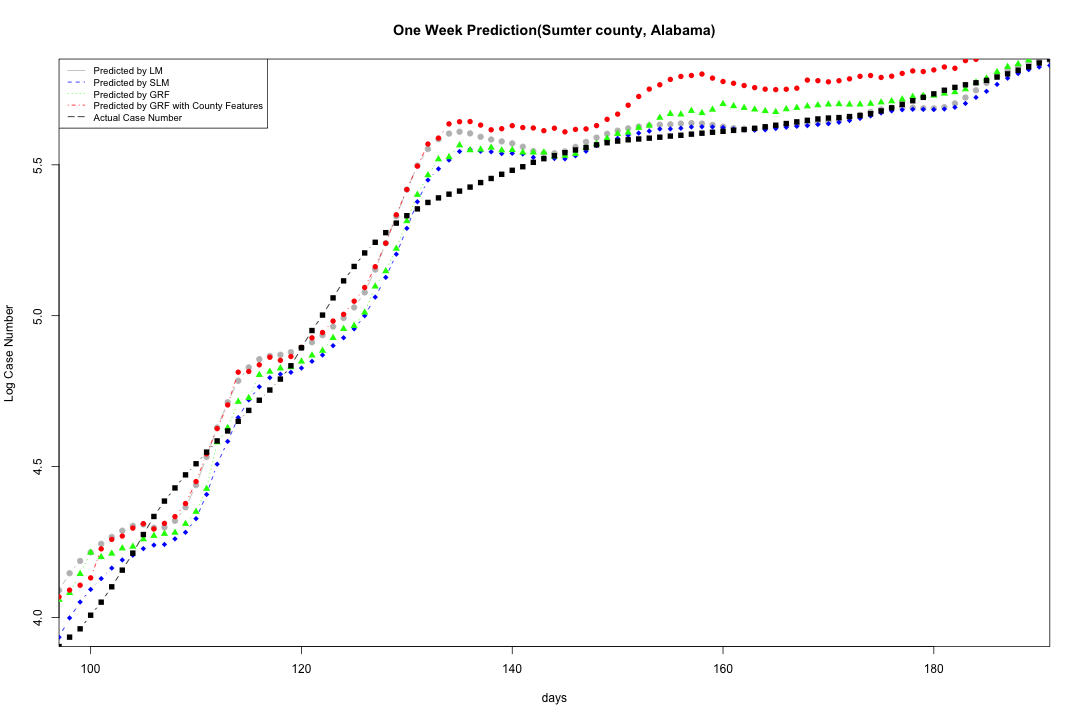 One Week Prediction(Sumter county, Alabama)
Predicted by LM
Predicted by SLM
Predicted by GRF
Predicted by GRF with County Features
Actual Case Number
Log Case Number
5.5
5.0
4.5
4.0
100 120 140 160 180
days